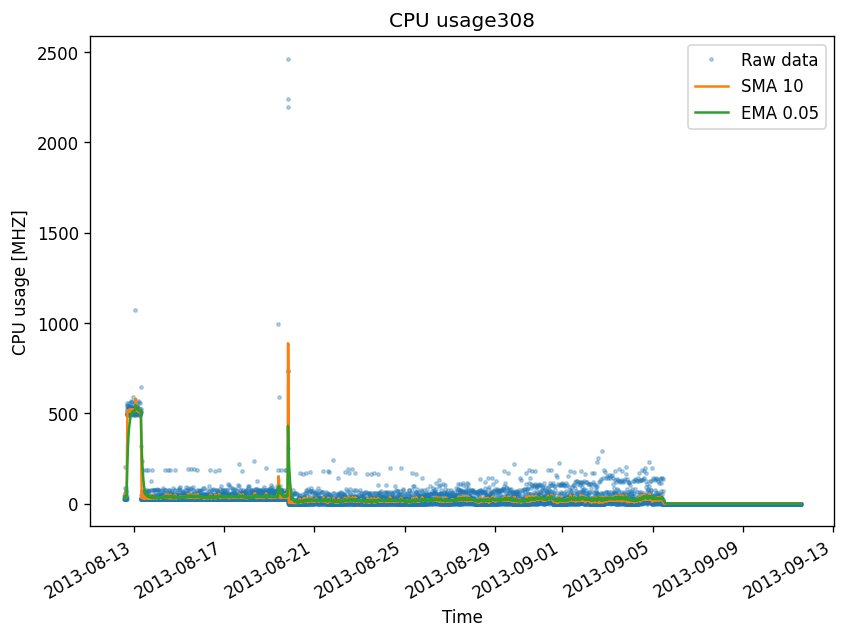 CPU usage308
Raw data
SMA 10
EMA 0.05
CPU usage [MHZ]
2500
2000
1500
1000
500
0
2013-08-13
2013-08-17
2013-08-21
2013-08-25
2013-08-29
2013-09-01
2013-09-05
2013-09-09
2013-09-13
Time